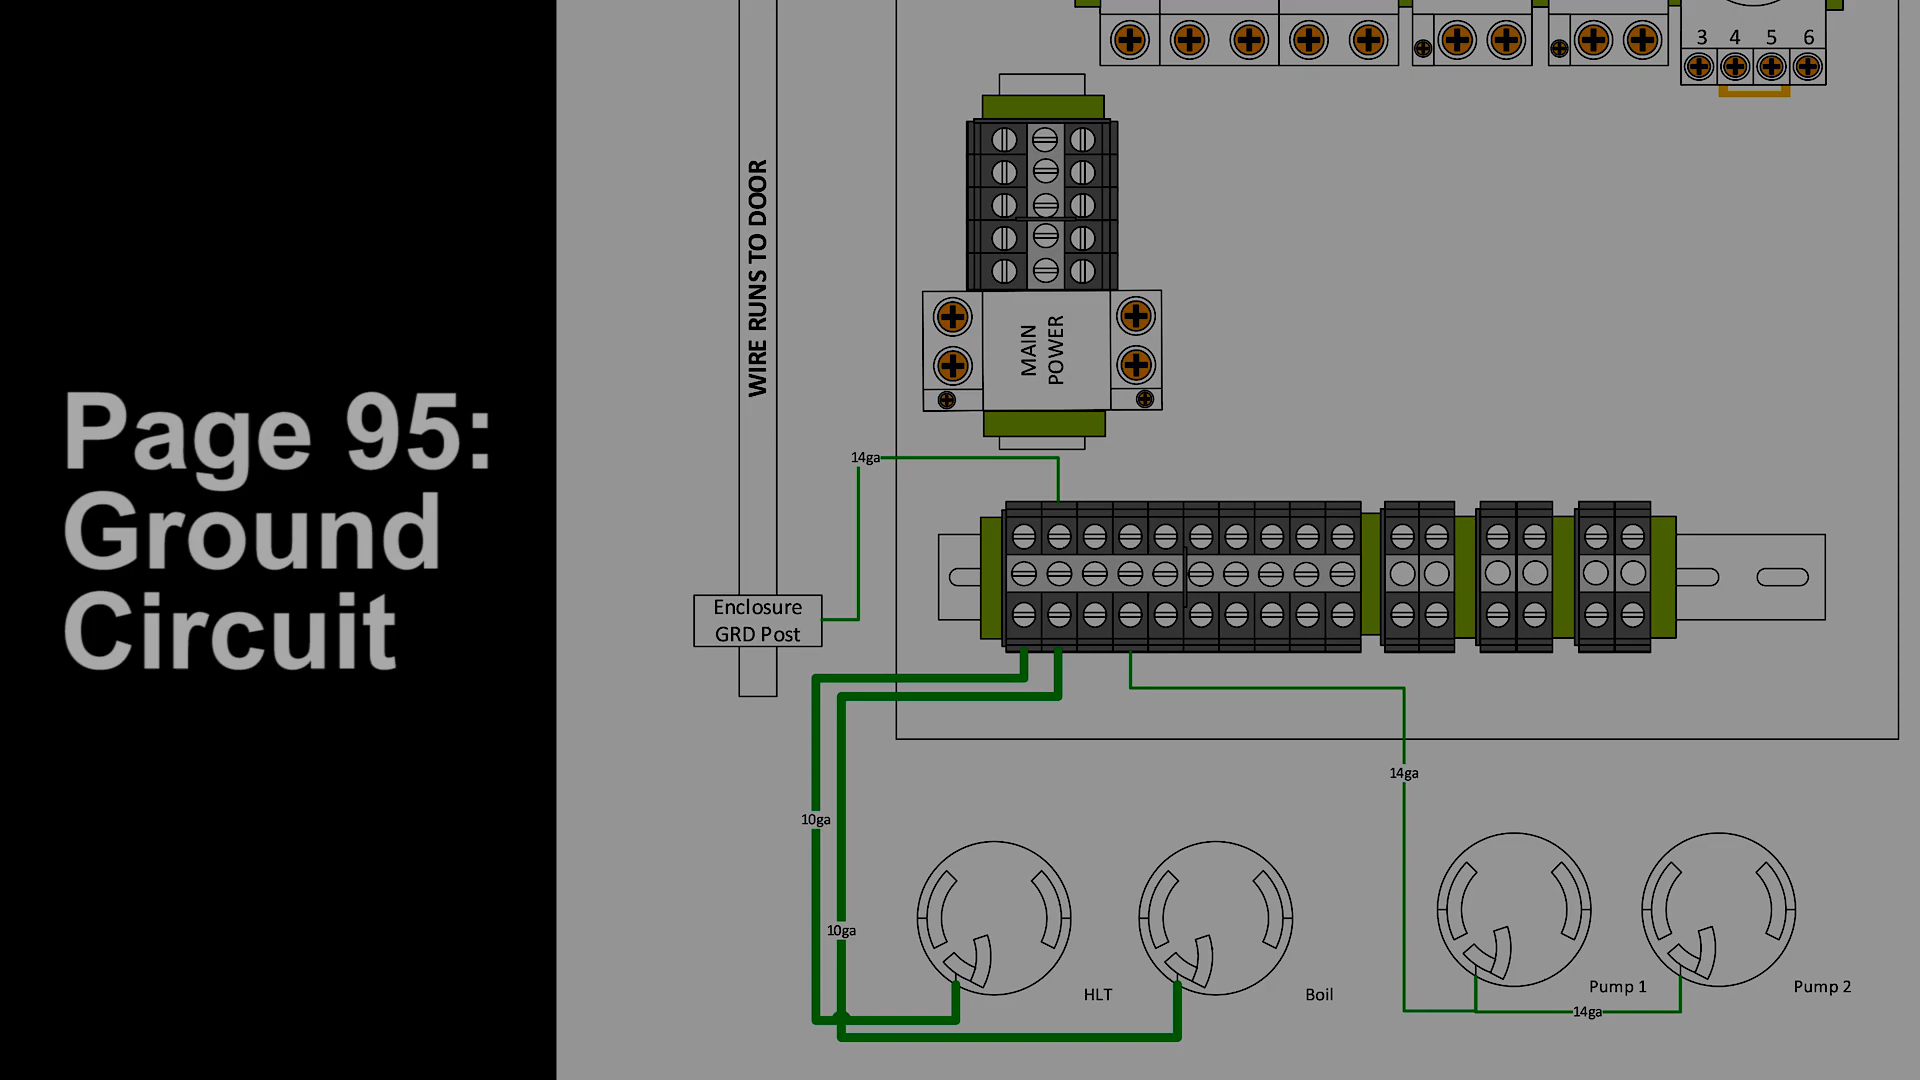 Page 95:
Ground
Circuit
3 4 5 6
WIRE RUNS TO DOOR
MAIN
POWER
14ga
Enclosure
GRD Post
14ga
10ga
10ga
HLT
Boil
Pump 1
Pump 2
14ga